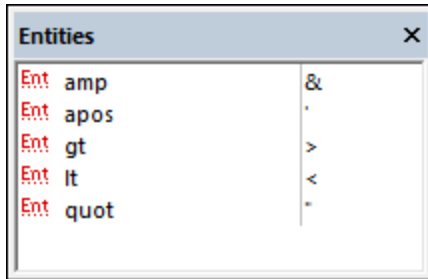 Entities ×
Ent amp &
Ent apos '
Ent gt >
Ent lt <
Ent quot "